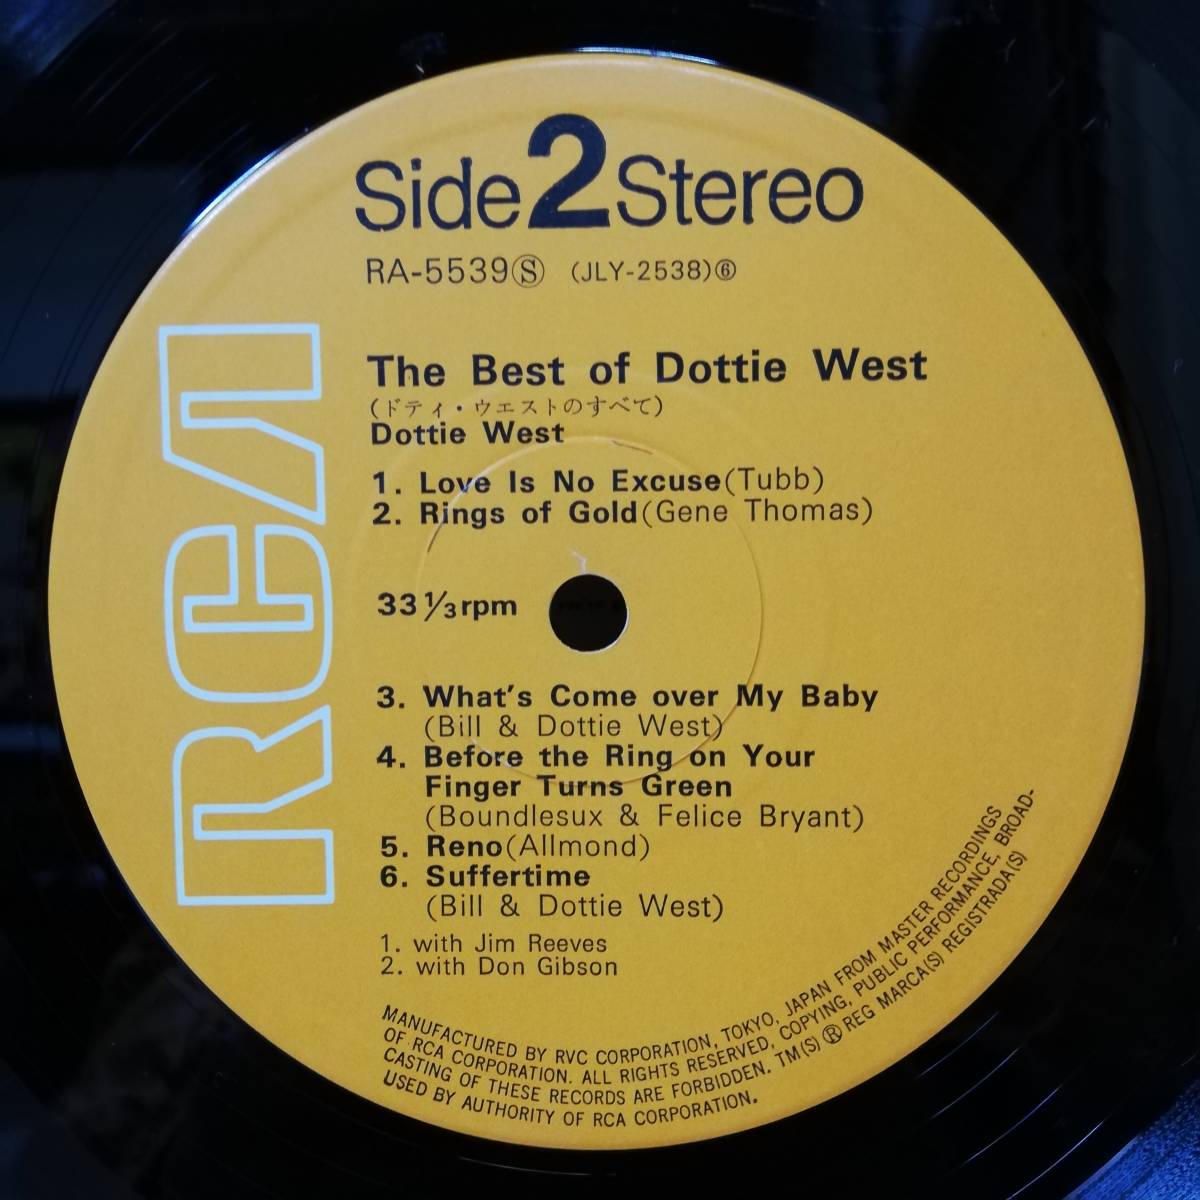 Side 2 Stereo
RA-5539Ⓢ (JLY-2538)⑥
The Best of Dottie West
(ドティ・ウエストのすべて)
Dottie West
1. Love Is No Excuse(Tubb)
2. Rings of Gold(Gene Thomas)
33 1/3 rpm
3. What's Come over My Baby
(Bill & Dottie West)
4. Before the Ring on Your
Finger Turns Green
(Boundlesux & Felice Bryant)
5. Reno(Allmond)
6. Suffertime
(Bill & Dottie West)
1. with Jim Reeves
2. with Don Gibson
RCA
MANUFACTURED BY RVC CORPORATION, TOKYO, JAPAN FROM MASTER RECORDINGS
OF RCA CORPORATION. ALL RIGHTS RESERVED, COPYING, PUBLIC PERFORMANCE, BROAD-
CASTING OF THESE RECORDS ARE FORBIDDEN. TM(S) ® REG MARCA(S) REGISTRADA(S)
USED BY AUTHORITY OF RCA CORPORATION.